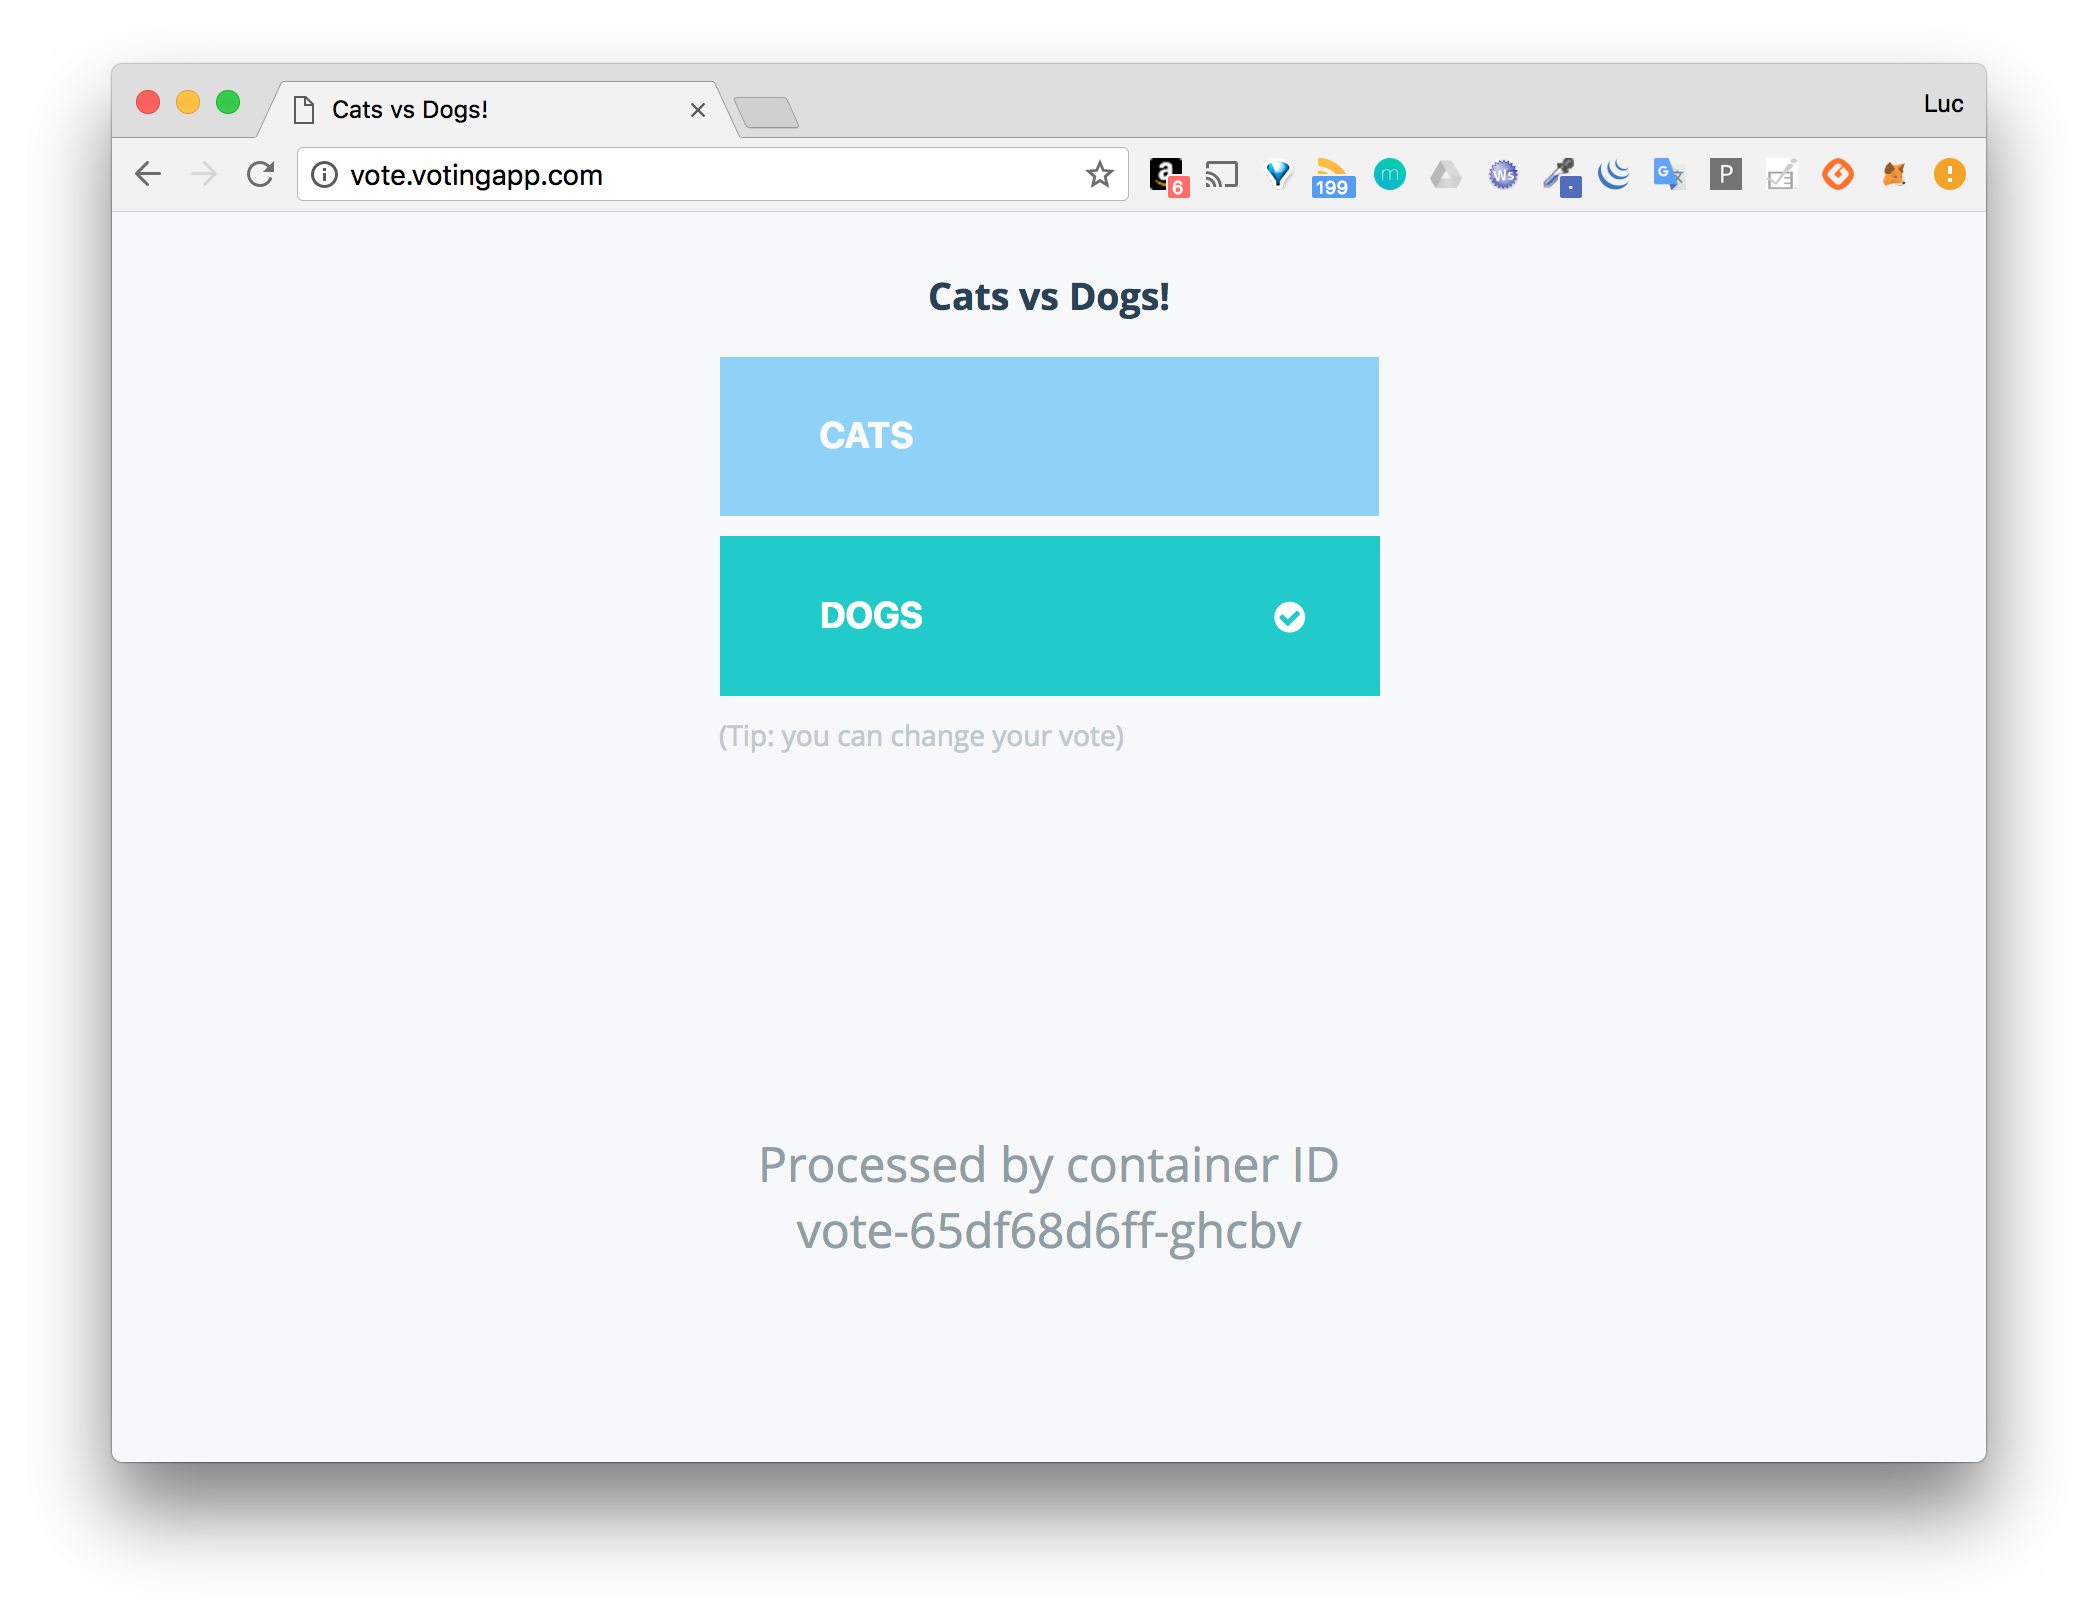 Cats vs Dogs!
Luc
vote.votingapp.com
a
6
199
m
Ws
G
P
Cats vs Dogs!
CATS
DOGS
(Tip: you can change your vote)
Processed by container ID
vote-65df68d6ff-ghcbv